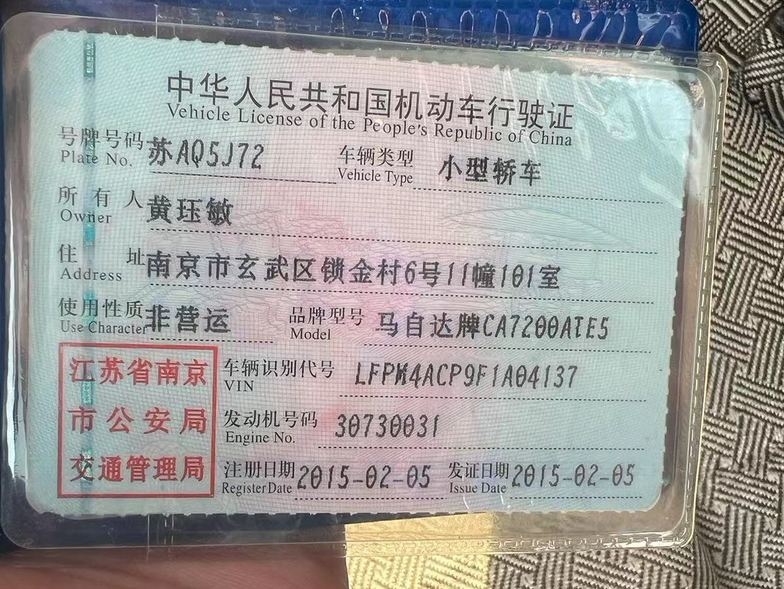 中华人民共和国机动车行驶证
Vehicle License of the People's Republic of China
号牌号码 苏AQ5J72 车辆类型 小型轿车
Plate No. Vehicle Type
所有人 黄珏敏
Owner
住址 南京市玄武区锁金村6号11幢101室
Address
使用性质 非营运 品牌型号 马自达牌CA7200ATE5
Use Character Model
江苏省南京 车辆识别代号 LFPM4ACP9F1A04137
VIN
市公安局 发动机号码 30730031
Engine No.
交通管理局 注册日期 2015-02-05 发证日期 2015-02-05
Register Date Issue Date